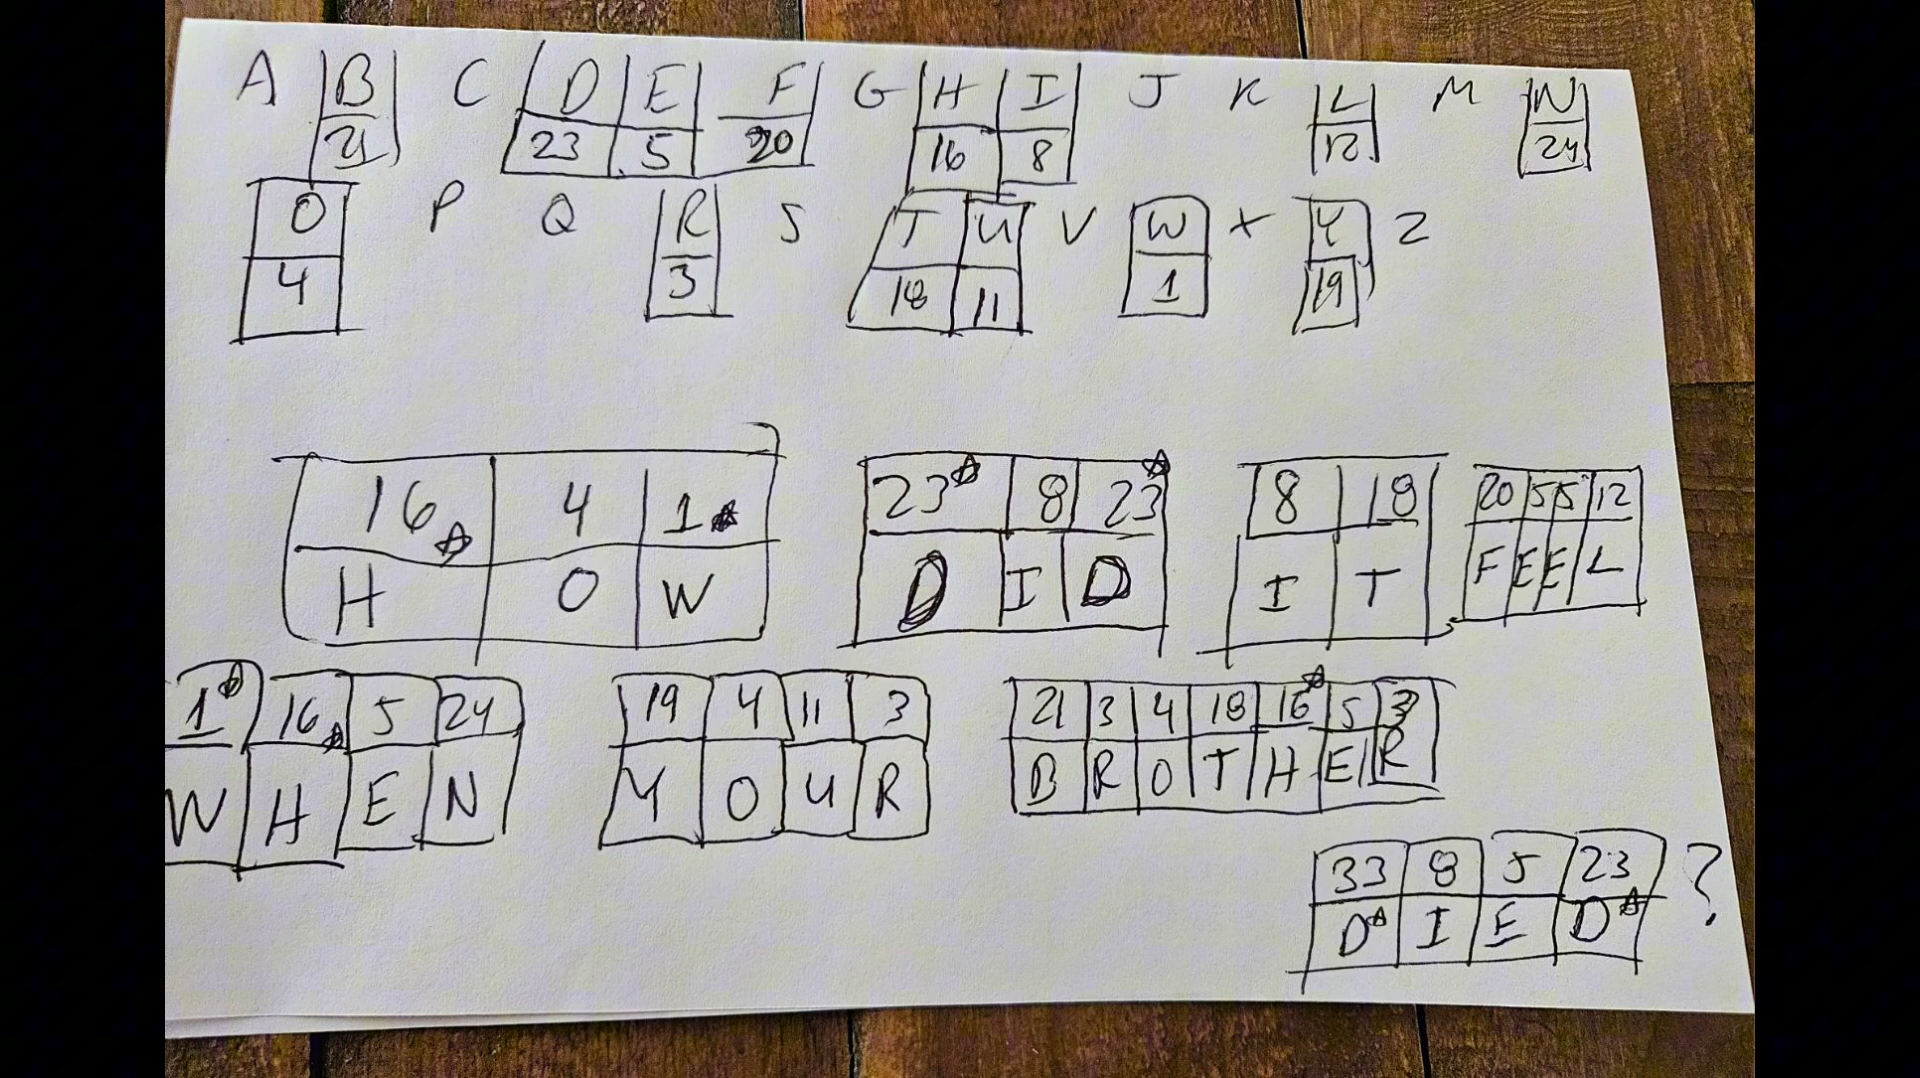 A B C D E F G H I J K L M N
21 23 5 20 16 8 12 24
O P Q R S T U V W X Y Z
4 3 18 11 1 19
16 4 1 23 8 23 8 18 20 5 5 12
H O W D I D I T F E E L
1 16 5 24 19 4 11 3 21 3 4 18 16 5 3
W H E N Y O U R B R O T H E R
33 8 5 23 ?
D I E D